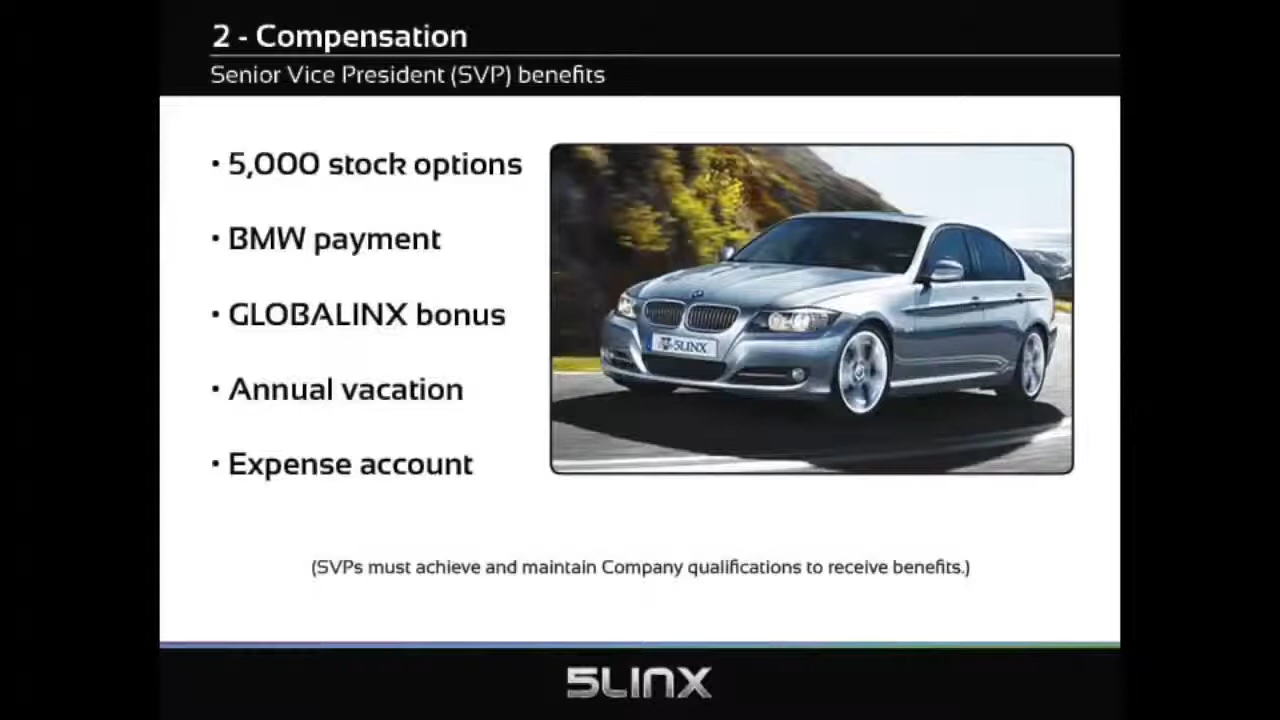 2 - Compensation
Senior Vice President (SVP) benefits
• 5,000 stock options
• BMW payment
• GLOBALINX bonus
• Annual vacation
• Expense account
5LINX
(SVPs must achieve and maintain Company qualifications to receive benefits.)
5LINX